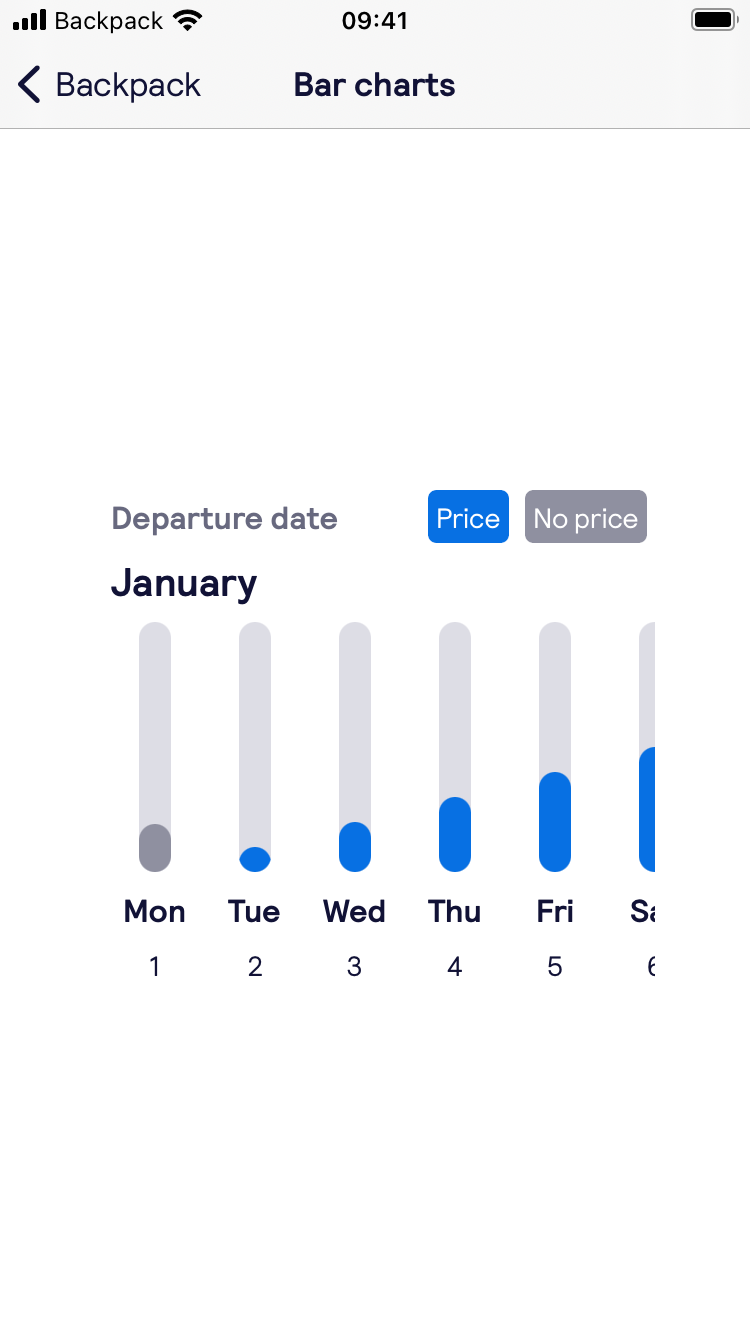 Backpack 09:41
Backpack Bar charts
Departure date Price No price
January
Mon Tue Wed Thu Fri
1 2 3 4 5